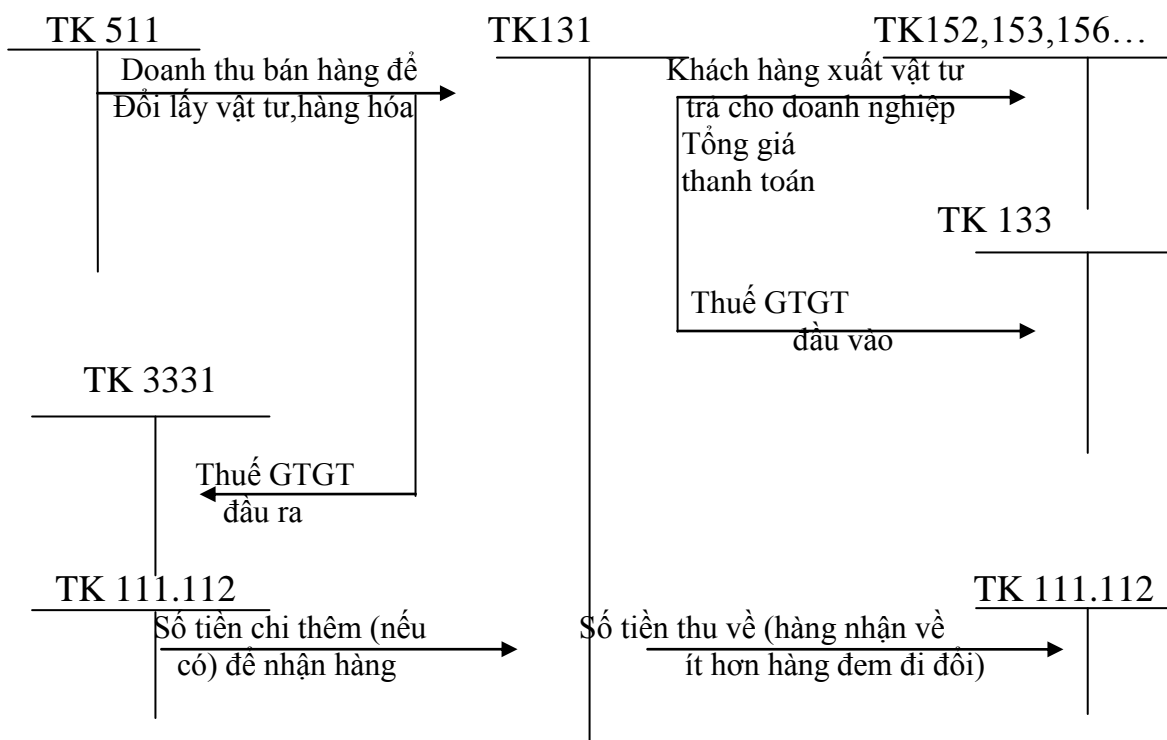 TK 511
TK131
TK152,153,156…
Doanh thu bán hàng để
Đổi lấy vật tư,hàng hóa
Khách hàng xuất vật tư
trả cho doanh nghiệp
Tổng giá
thanh toán
TK 133
Thuế GTGT
đầu vào
TK 3331
Thuế GTGT
đầu ra
TK 111.112
TK 111.112
Số tiền chi thêm (nếu
có) để nhận hàng
Số tiền thu về (hàng nhận về
ít hơn hàng đem đi đổi)